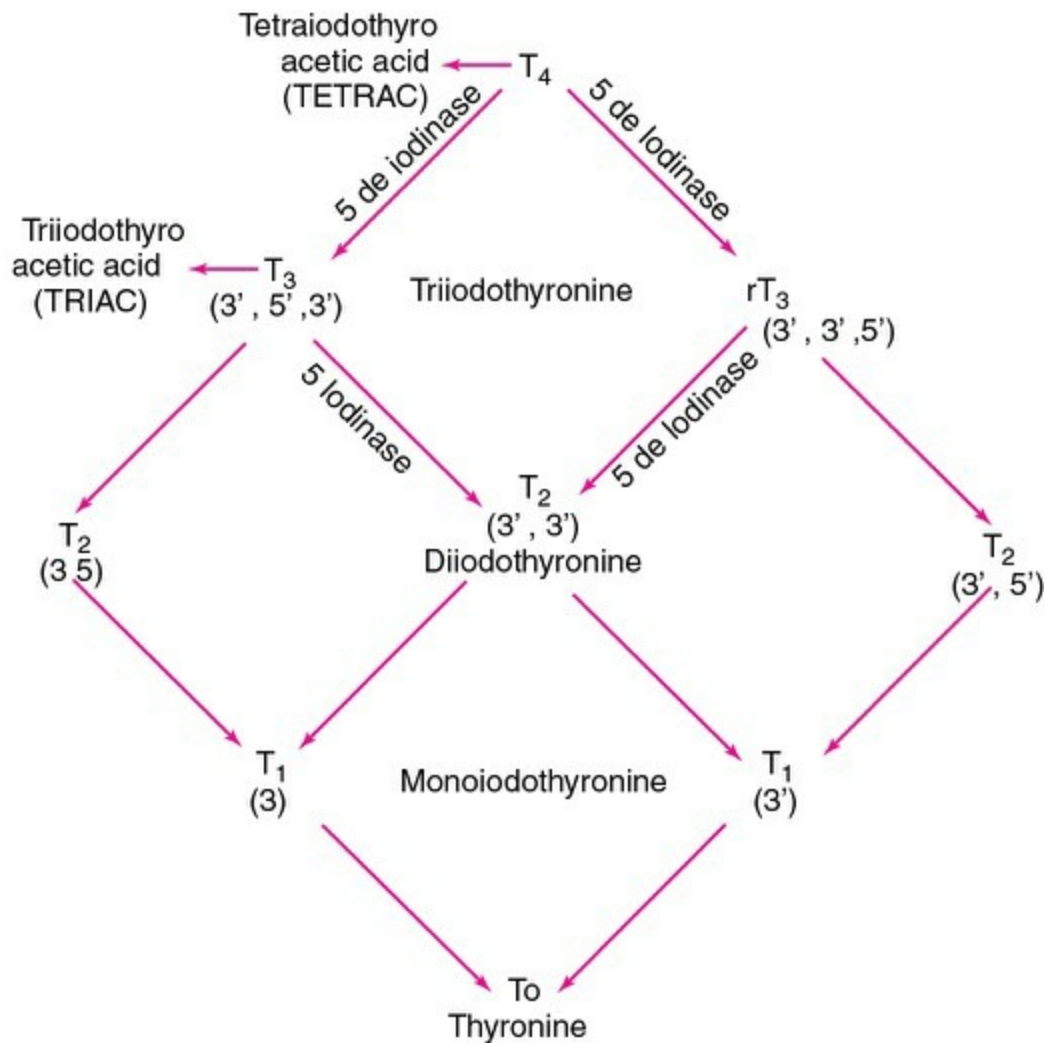 Tetraiodothyro
acetic acid
(TETRAC)
T₄
5 de iodinase
5 de Iodinase
Triiodothyro
acetic acid
(TRIAC)
T₃
(3’ , 5’ ,3’)
Triiodothyronine
rT₃
(3’ , 3’ ,5’)
5 Iodinase
5 de Iodinase
T₂
(3 5)
T₂
(3’ , 3’)
Diiodothyronine
T₂
(3’ , 5’)
T₁
(3)
Monoiodothyronine
T₁
(3’)
To
Thyronine